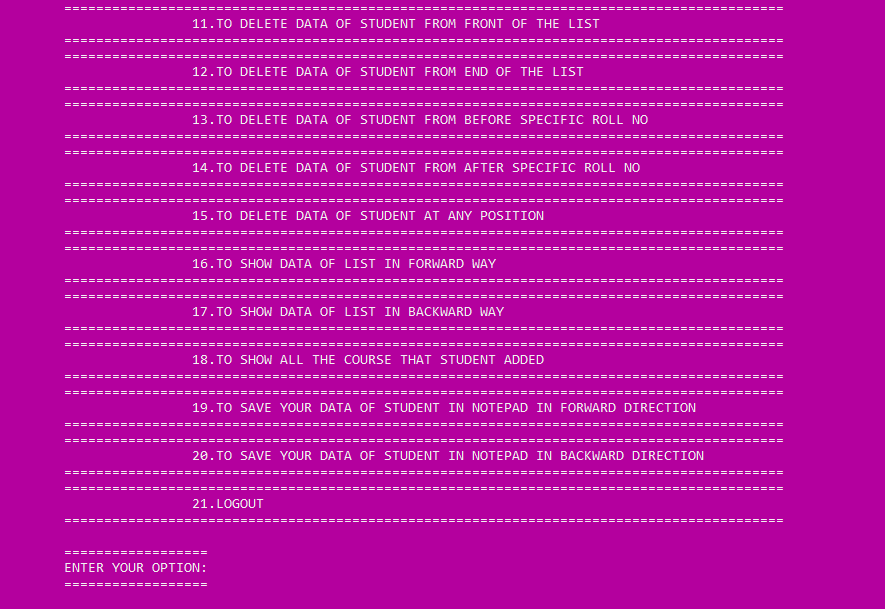 ==========================================================================================
11.TO DELETE DATA OF STUDENT FROM FRONT OF THE LIST
==========================================================================================
==========================================================================================
12.TO DELETE DATA OF STUDENT FROM END OF THE LIST
==========================================================================================
==========================================================================================
13.TO DELETE DATA OF STUDENT FROM BEFORE SPECIFIC ROLL NO
==========================================================================================
==========================================================================================
14.TO DELETE DATA OF STUDENT FROM AFTER SPECIFIC ROLL NO
==========================================================================================
==========================================================================================
15.TO DELETE DATA OF STUDENT AT ANY POSITION
==========================================================================================
==========================================================================================
16.TO SHOW DATA OF LIST IN FORWARD WAY
==========================================================================================
==========================================================================================
17.TO SHOW DATA OF LIST IN BACKWARD WAY
==========================================================================================
==========================================================================================
18.TO SHOW ALL THE COURSE THAT STUDENT ADDED
==========================================================================================
==========================================================================================
19.TO SAVE YOUR DATA OF STUDENT IN NOTEPAD IN FORWARD DIRECTION
==========================================================================================
==========================================================================================
20.TO SAVE YOUR DATA OF STUDENT IN NOTEPAD IN BACKWARD DIRECTION
==========================================================================================
==========================================================================================
21.LOGOUT
==========================================================================================
==================
ENTER YOUR OPTION:
==================